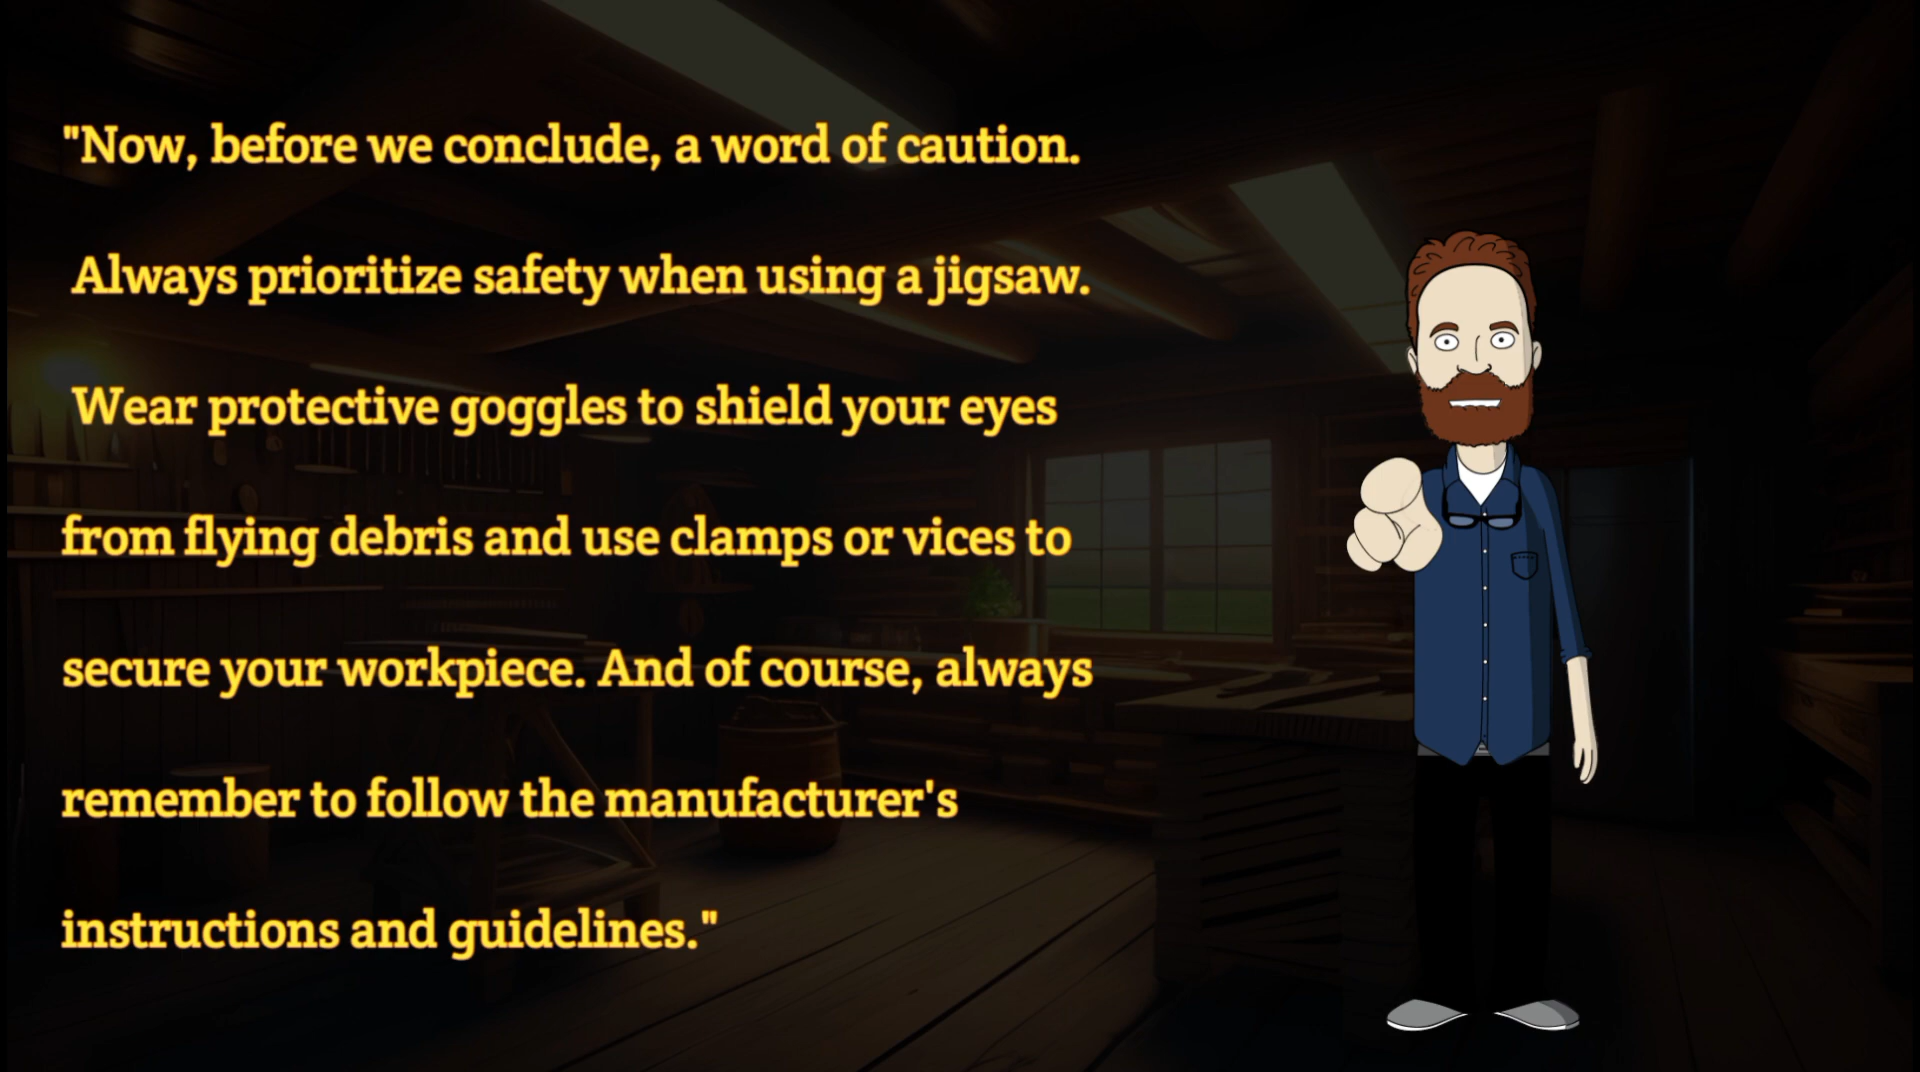 "Now, before we conclude, a word of caution.
Always prioritize safety when using a jigsaw.
Wear protective goggles to shield your eyes
from flying debris and use clamps or vices to
secure your workpiece. And of course, always
remember to follow the manufacturer's
instructions and guidelines."